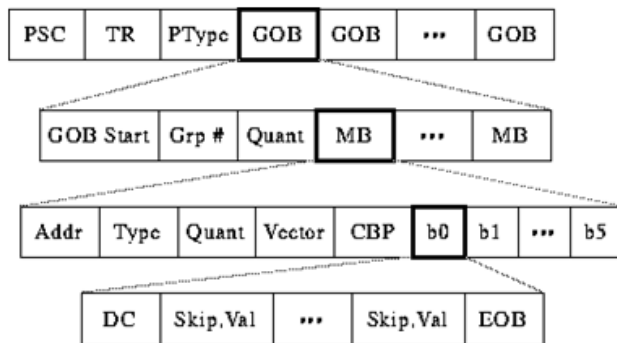 PSC TR PType GOB GOB ... GOB
GOB Start Grp # Quant MB ... MB
Addr Type Quant Vector CBP b0 b1 ... b5
DC Skip,Val ... Skip,Val EOB